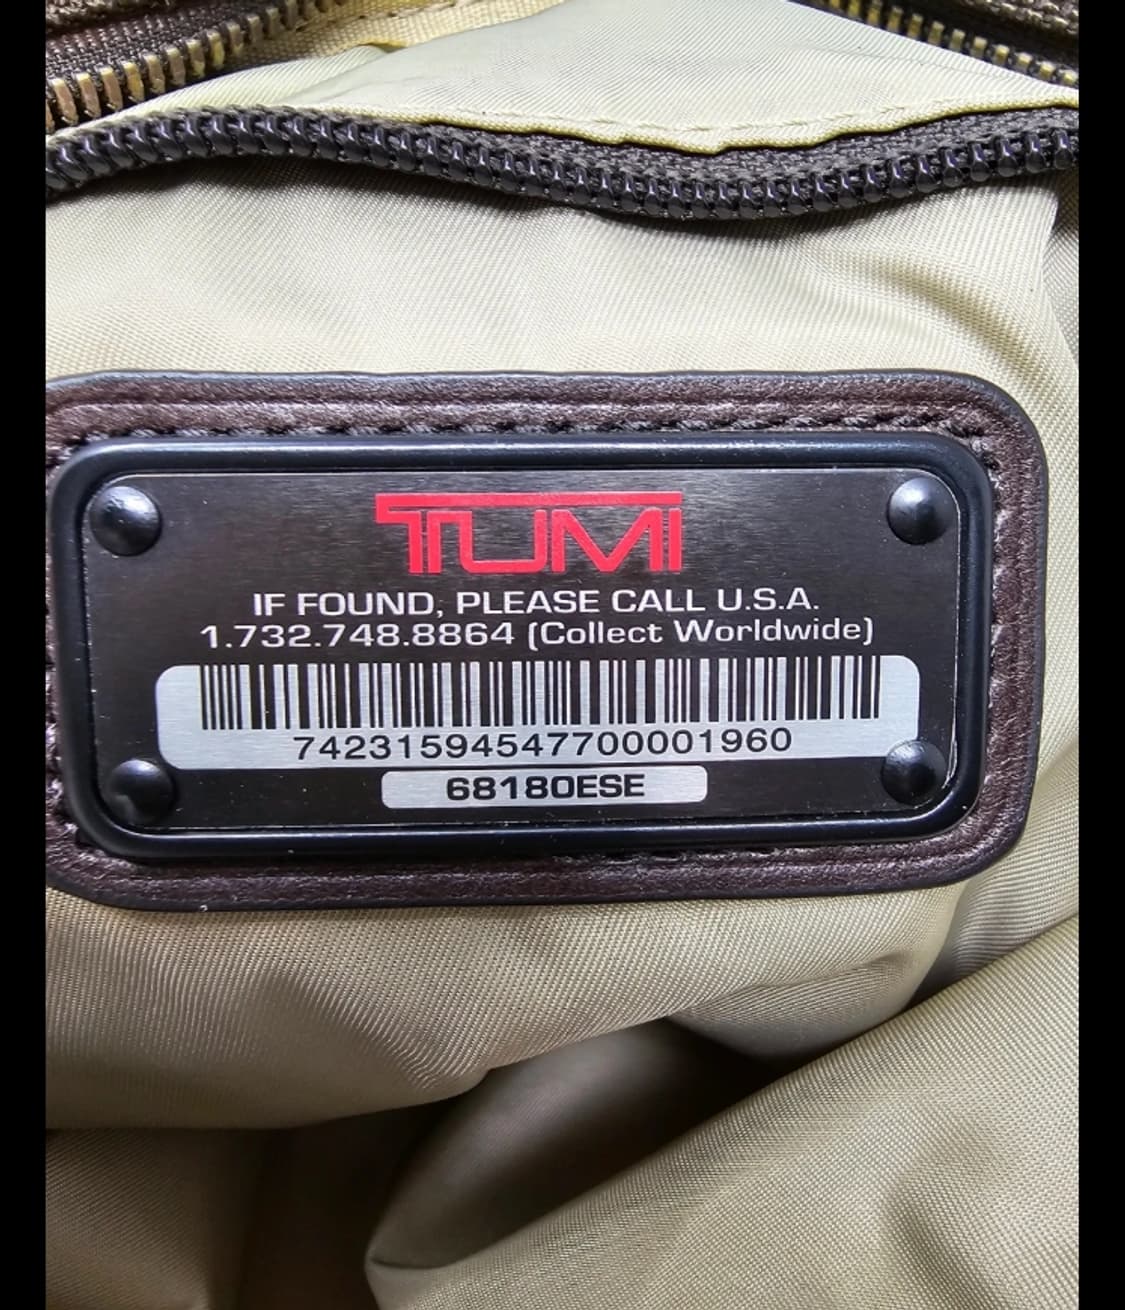 TUMI
IF FOUND, PLEASE CALL U.S.A.
1.732.748.8864 (Collect Worldwide)
74231594547700001960
68180ESE